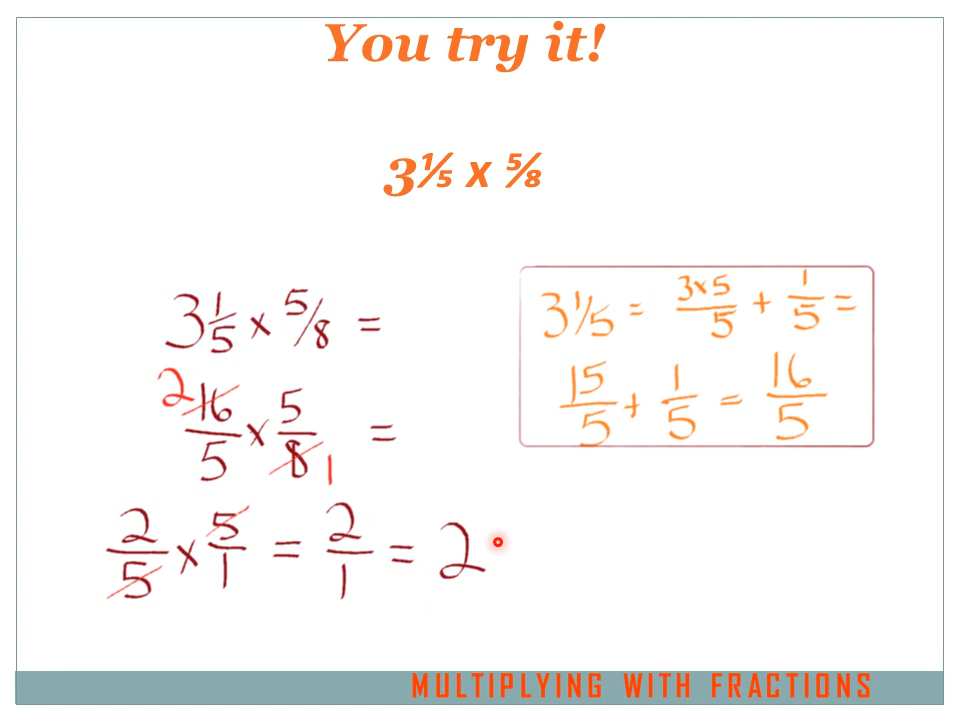 You try it!
3⅕ x ⅝
3 1/5 x 5/8 =
2 16/5 x 5/8 1 =
2/5 x 5/1 = 2/1 = 2
3 1/5 = 3x5/5 + 1/5 =
15/5 + 1/5 = 16/5
MULTIPLYING WITH FRACTIONS